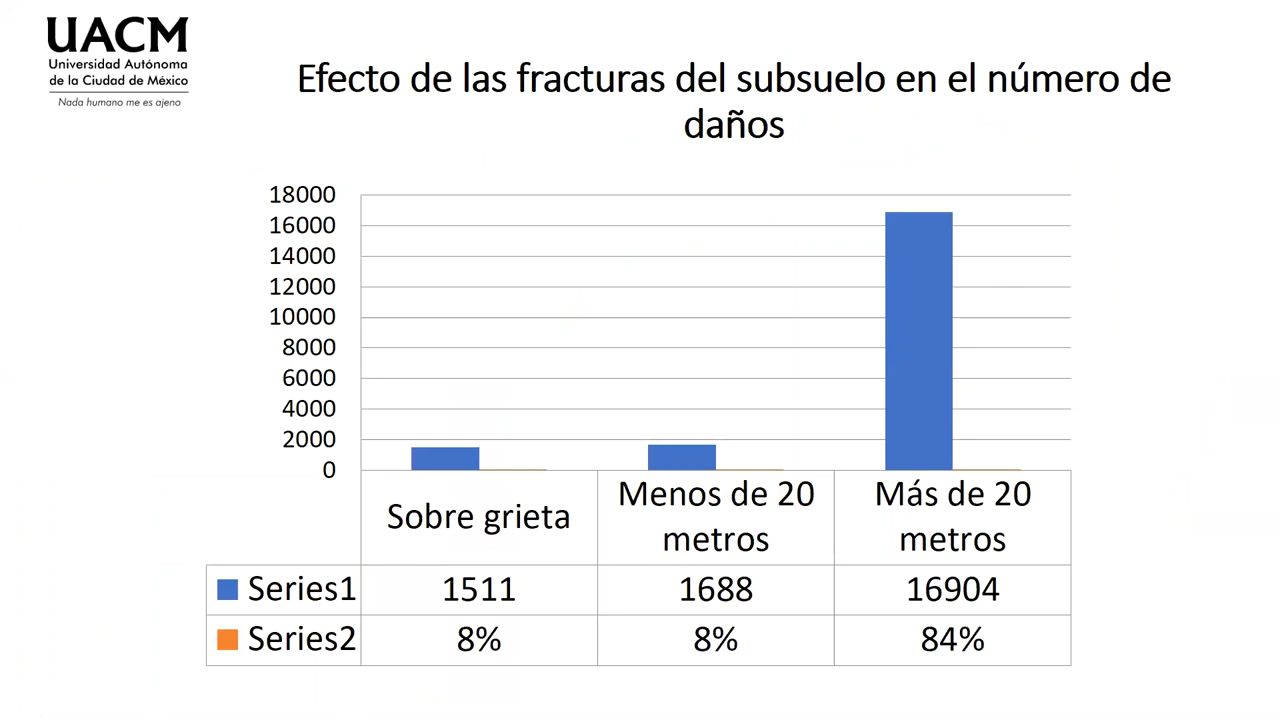 UACM
Universidad Autónoma
de la Ciudad de México
Nada humano me es ajeno
Efecto de las fracturas del subsuelo en el número de
daños
18000
16000
14000
12000
10000
8000
6000
4000
2000
0
Sobre grieta
Menos de 20
metros
Más de 20
metros
Series1 1511 1688 16904
Series2 8% 8% 84%